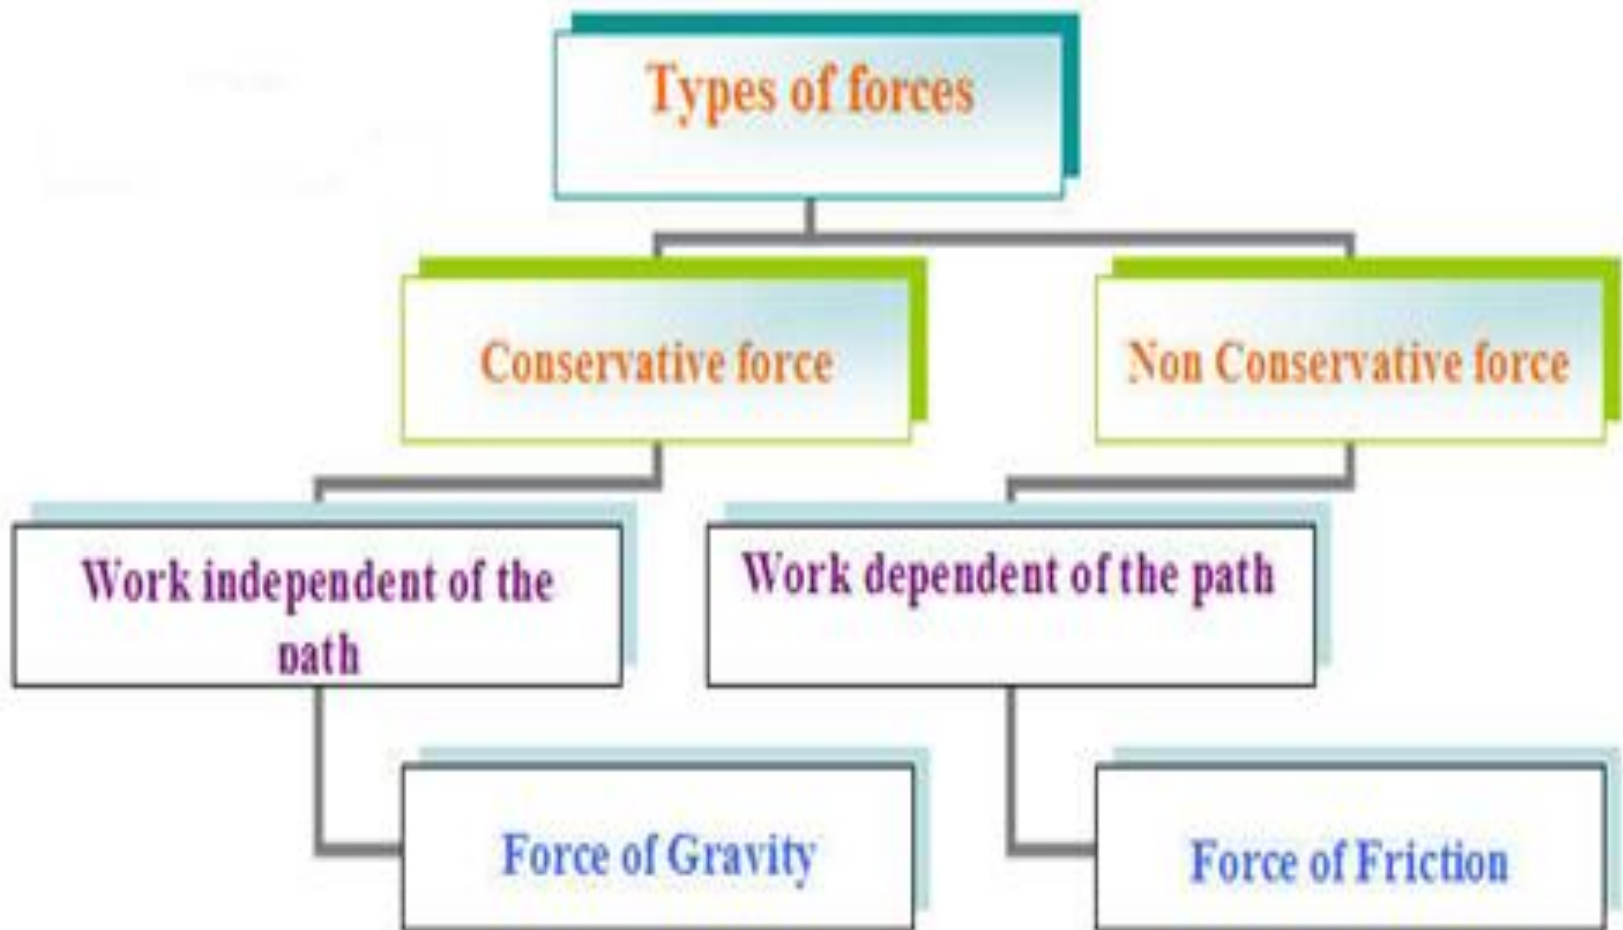 Types of forces
Conservative force
Non Conservative force
Work independent of the
path
Work dependent of the path
Force of Gravity
Force of Friction